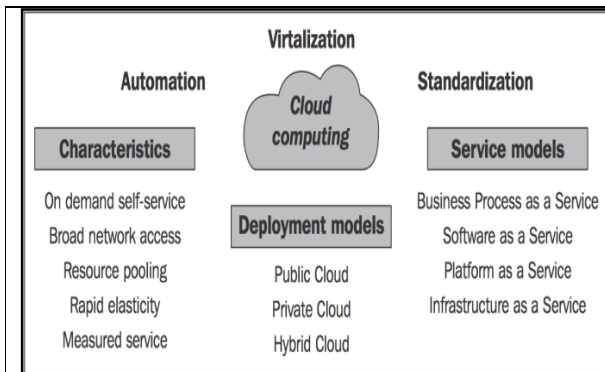 Virtalization
Automation
Standardization
Cloud
computing
Characteristics
On demand self-service
Broad network access
Resource pooling
Rapid elasticity
Measured service
Deployment models
Public Cloud
Private Cloud
Hybrid Cloud
Service models
Business Process as a Service
Software as a Service
Platform as a Service
Infrastructure as a Service